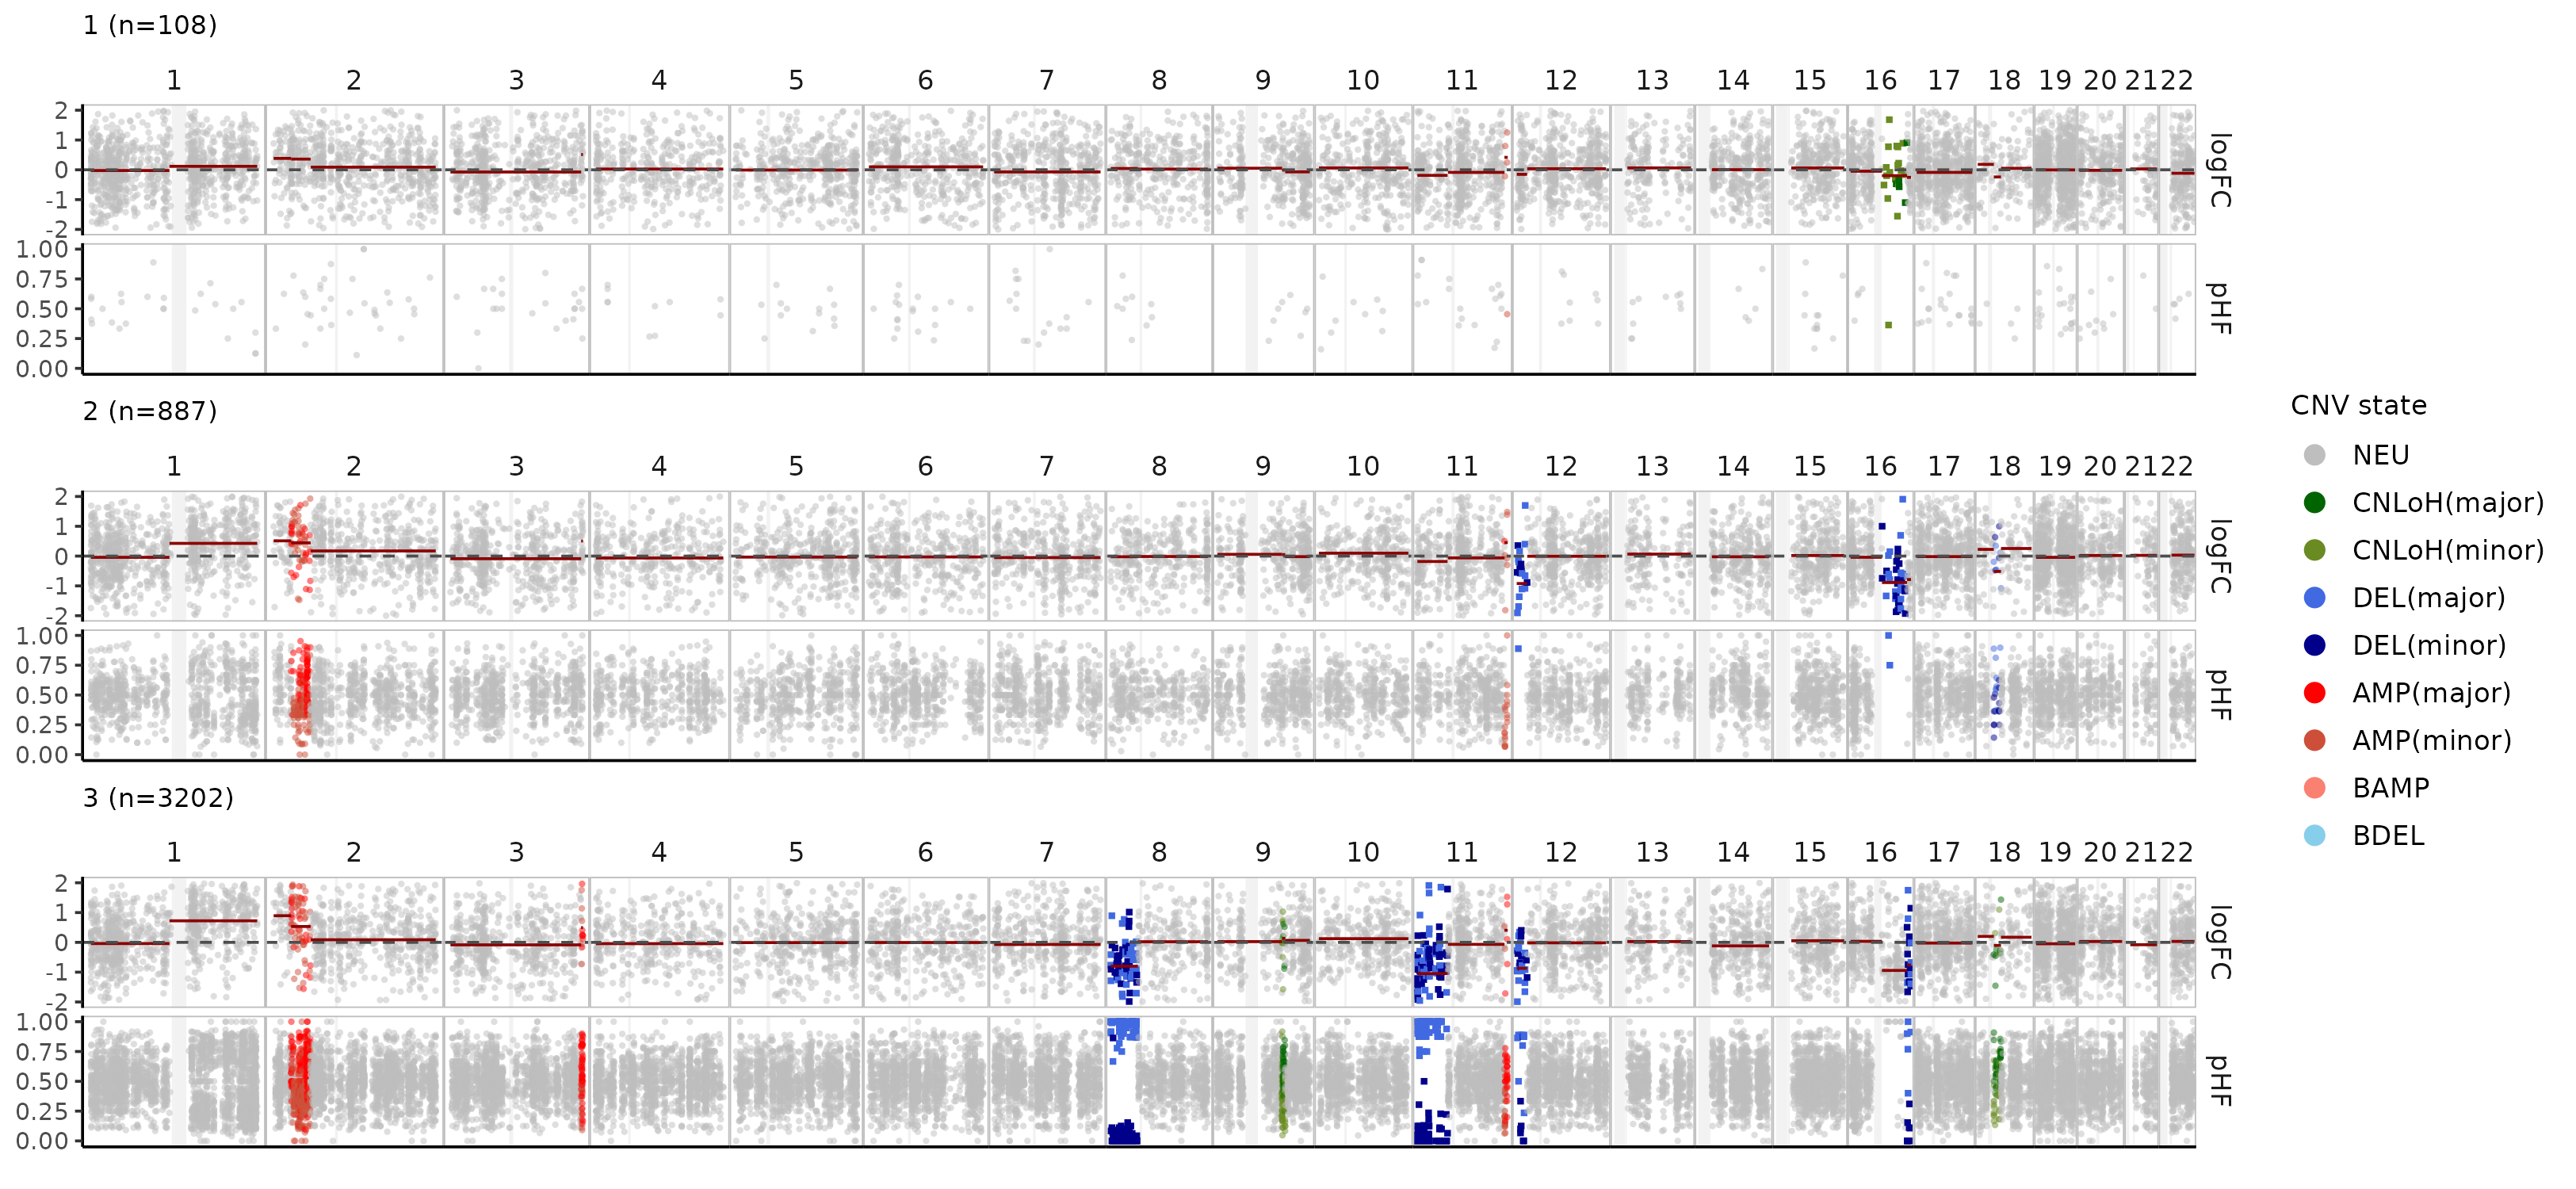 1 (n=108)
1 2 3 4 5 6 7 8 9 10 11 12 13 14 15 16 17 18 19 20 21 22
2
1
0
-1
-2
logFC
1.00
0.75
0.50
0.25
0.00
pHF
2 (n=887)
1 2 3 4 5 6 7 8 9 10 11 12 13 14 15 16 17 18 19 20 21 22
2
1
0
-1
-2
logFC
1.00
0.75
0.50
0.25
0.00
pHF
3 (n=3202)
1 2 3 4 5 6 7 8 9 10 11 12 13 14 15 16 17 18 19 20 21 22
2
1
0
-1
-2
logFC
1.00
0.75
0.50
0.25
0.00
pHF
CNV state
NEU
CNLoH(major)
CNLoH(minor)
DEL(major)
DEL(minor)
AMP(major)
AMP(minor)
BAMP
BDEL